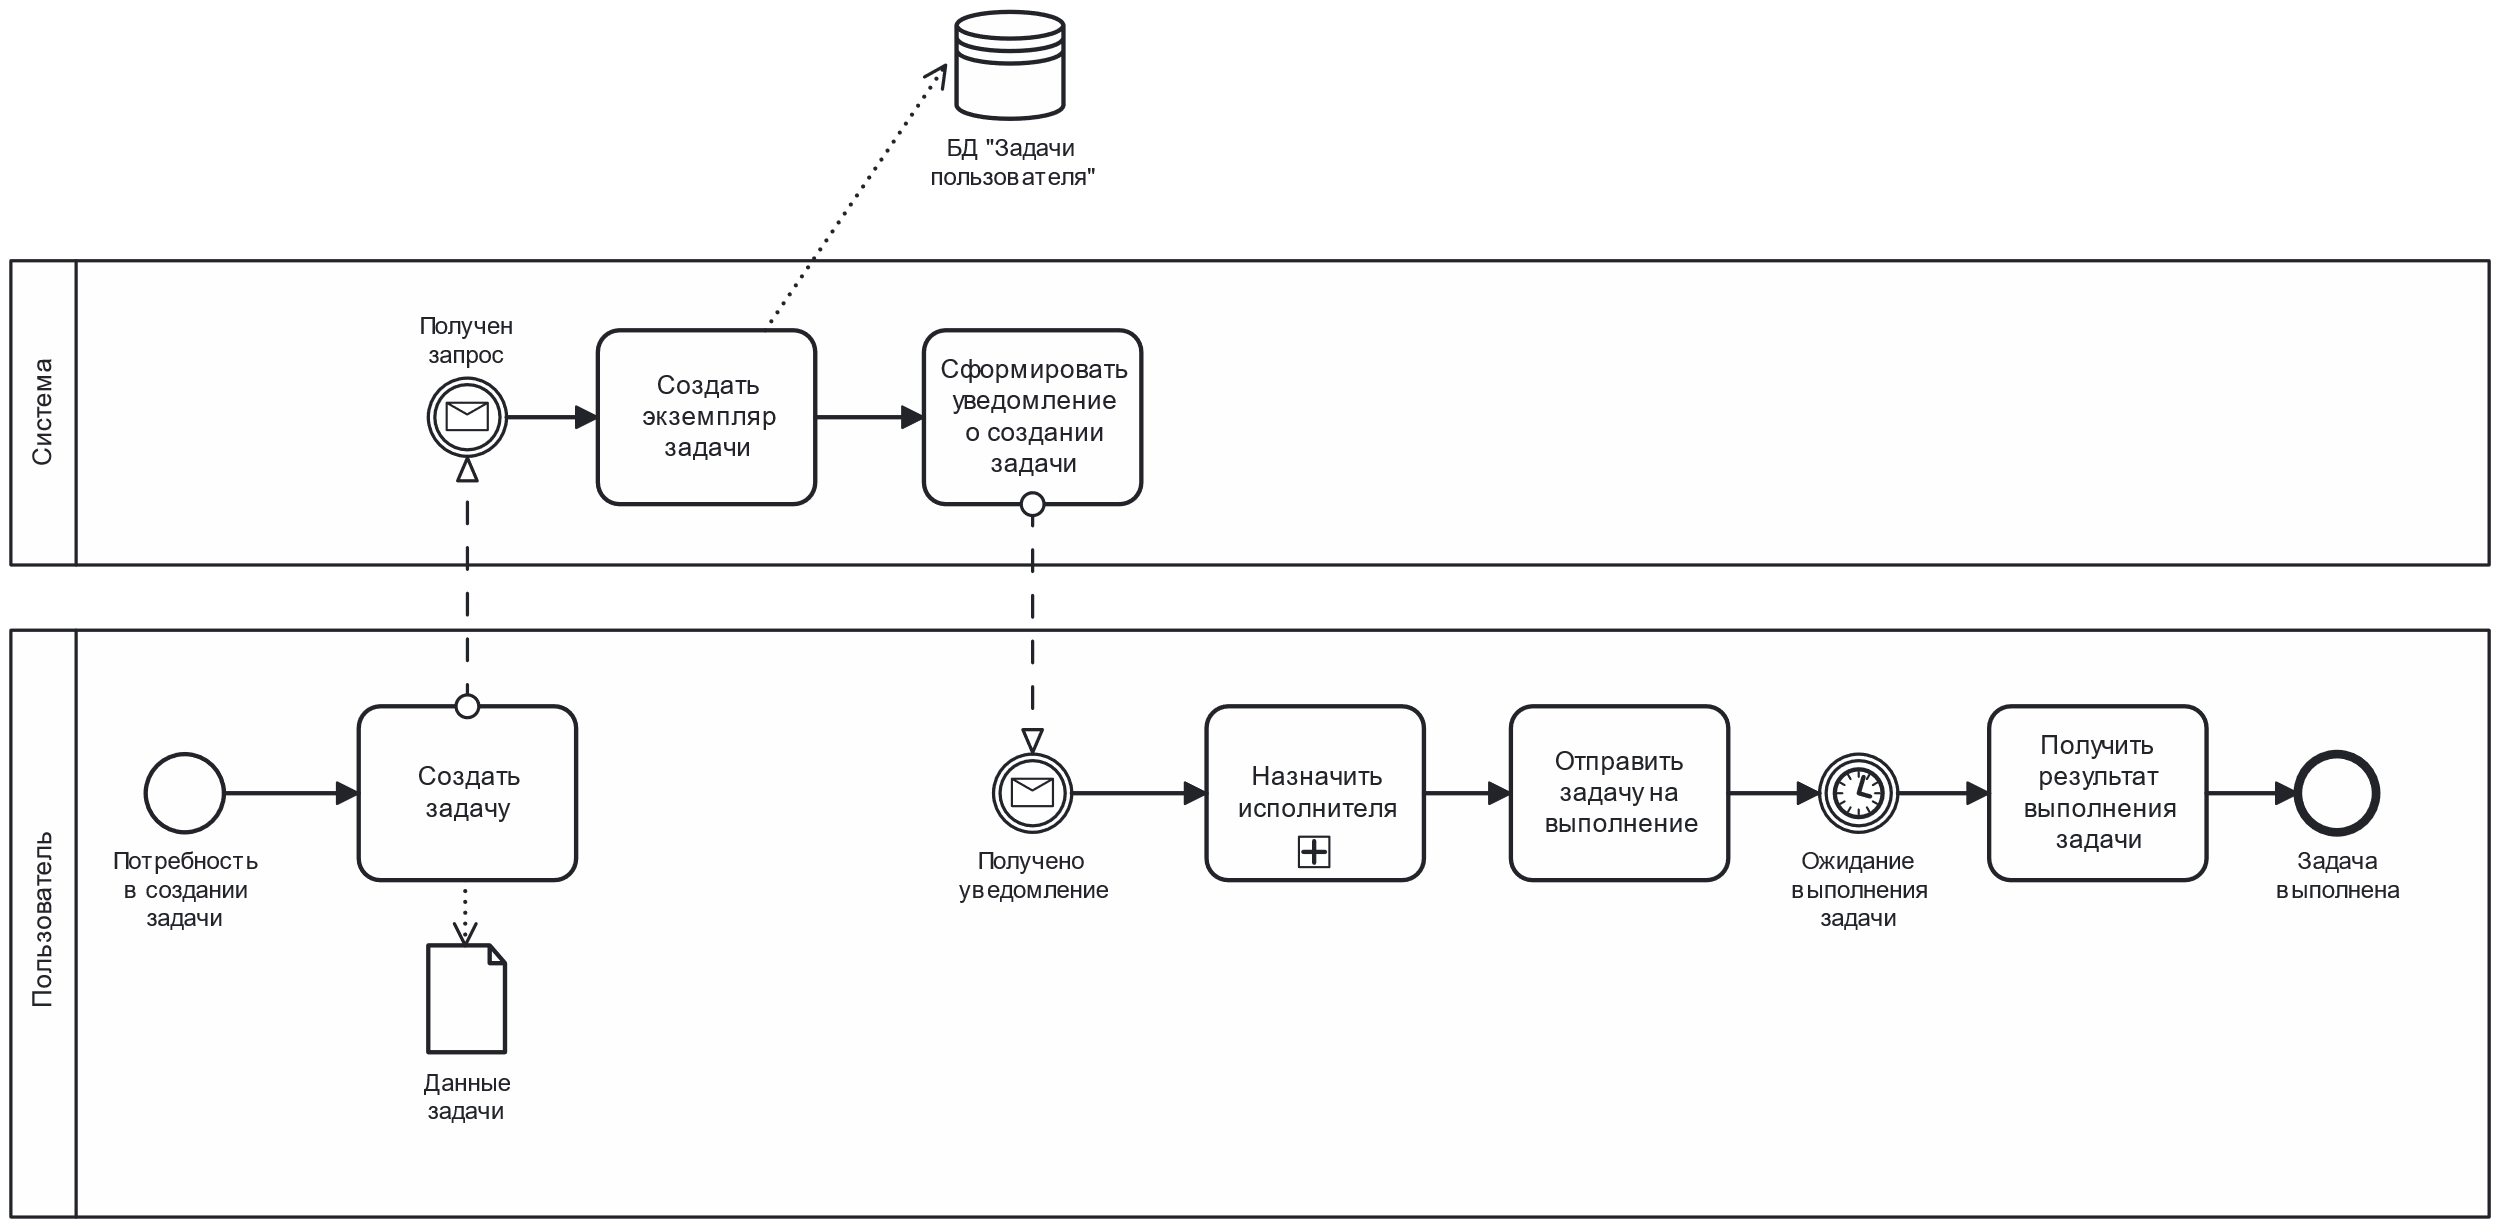 БД "Задачи
пользователя"
Система
Получен
запрос
Создать
экземпляр
задачи
Сформировать
уведомление
о создании
задачи
Пользователь
Потребность
в создании
задачи
Создать
задачу
Данные
задачи
Получено
уведомление
Назначить
исполнителя
Отправить
задачу на
выполнение
Ожидание
выполнения
задачи
Получить
результат
выполнения
задачи
Задача
выполнена